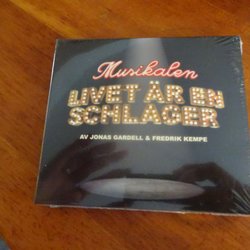 Musikalen
LIVET ÄR EN
SCHLAGER
AV JONAS GARDELL & FREDRIK KEMPE